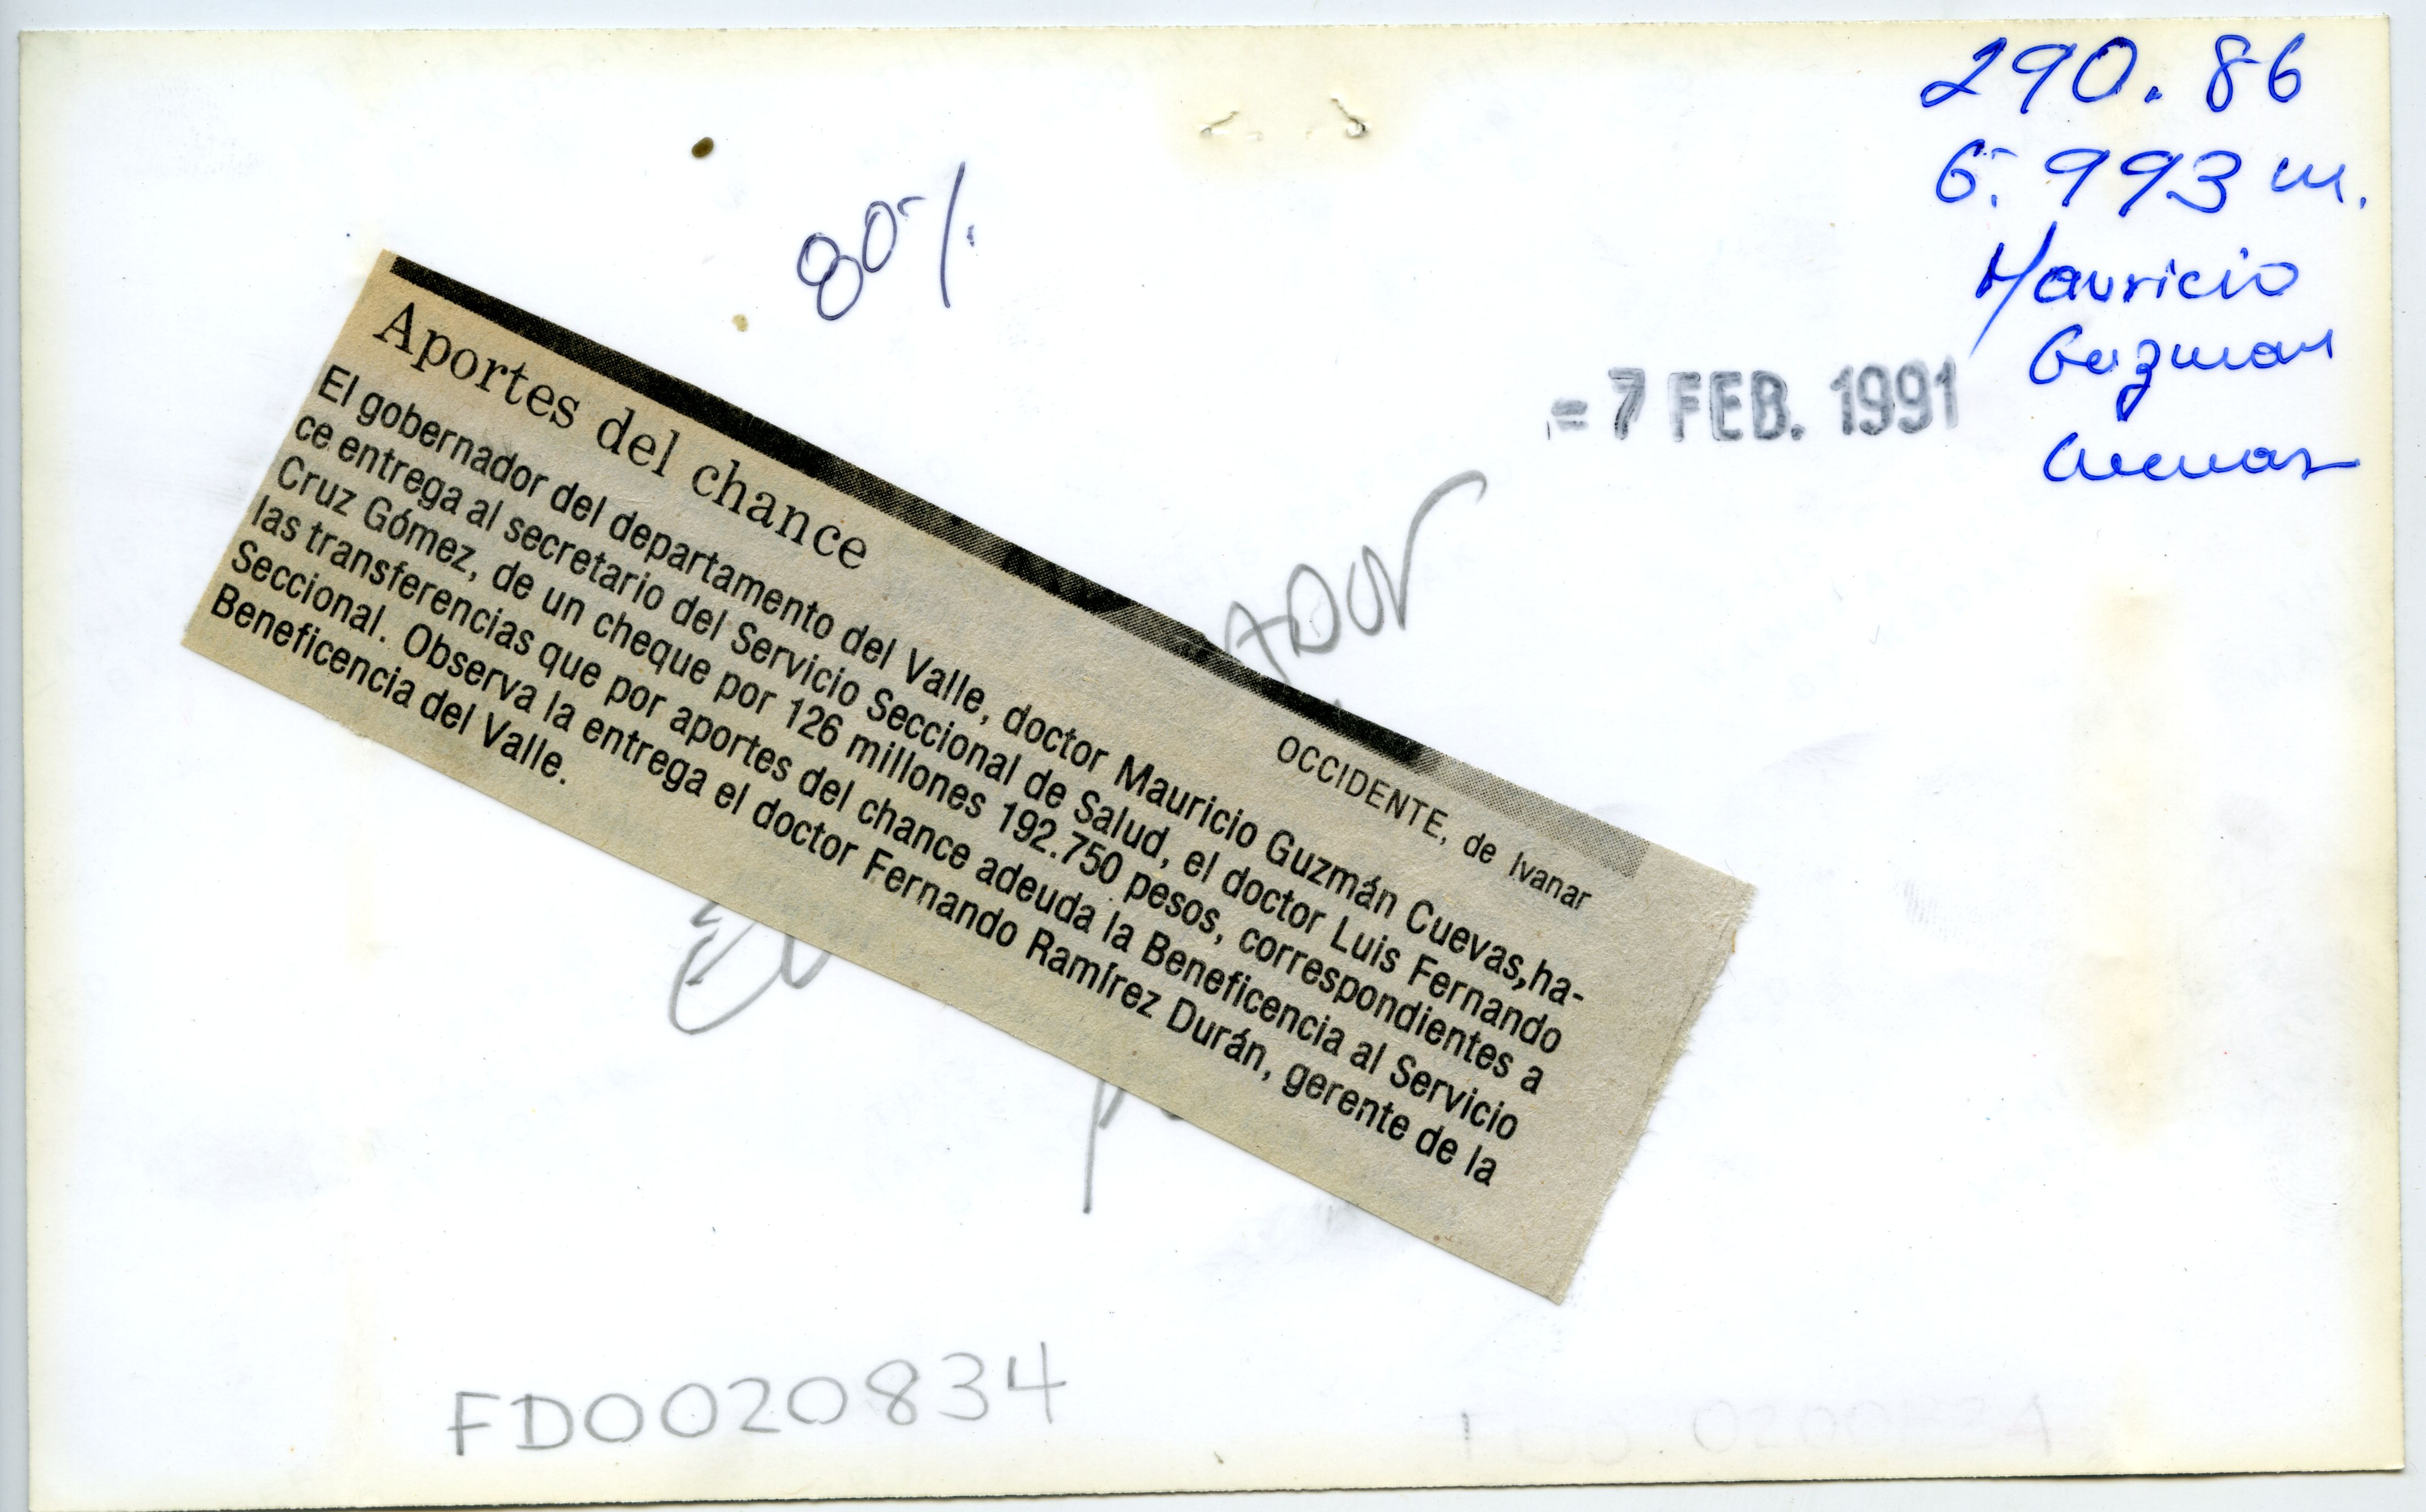 290.86
G. 993 m.
Mauricio
Guzman
Cuevas
80%
= 7 FEB. 1991
Aportes del chance
OCCIDENTE, de Ivanar
El gobernador del departamento del Valle, doctor Mauricio Guzmán Cuevas, ha-
ce entrega al secretario del Servicio Seccional de Salud, el doctor Luis Fernando
Cruz Gómez, de un cheque por 126 millones 192.750 pesos, correspondientes a
las transferencias que por aportes del chance adeuda la Beneficencia al Servicio
Seccional. Observa la entrega el doctor Fernando Ramírez Durán, gerente de la
Beneficencia del Valle.
FD0020834